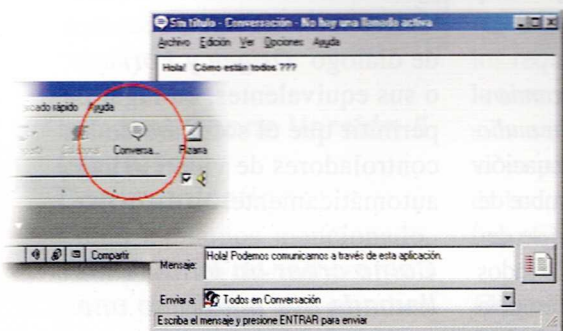 Sin título - Conversación - No hay una llamada activa
Archivo Edición Ver Opciones Ayuda
Hola! Cómo están todos ???
rcado rápido Ayuda
Conversa... Pizarra
Compartir
Mensaje: Hola! Podemos comunicarnos a través de esta aplicación.
Enviar a: Todos en Conversación
Escriba el mensaje y presione ENTRAR para enviar
de diálogo
o sus equivalentes
permitir que el so
controladores de
automáticamente